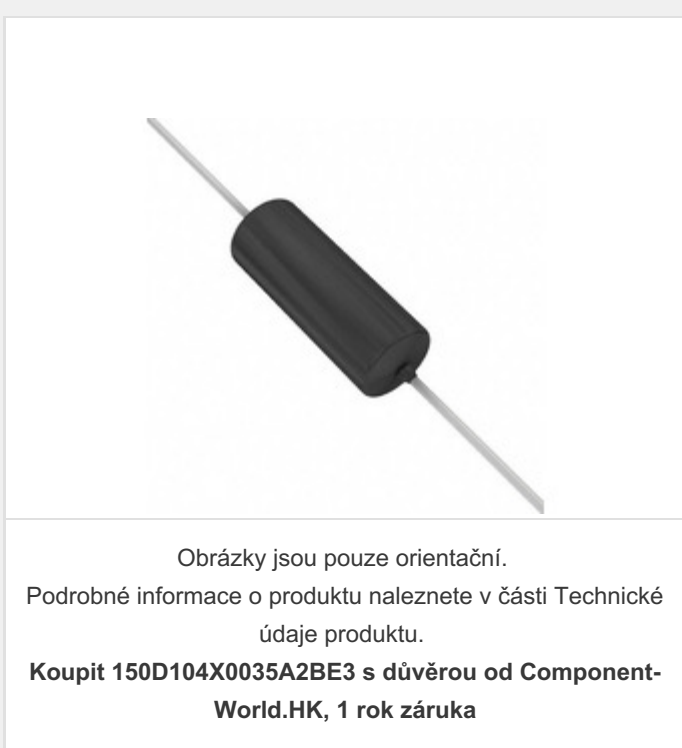 Obrázky jsou pouze orientační.
Podrobné informace o produktu naleznete v části Technické
údaje produktu.
Koupit 150D104X0035A2BE3 s důvěrou od Component-
World.HK, 1 rok záruka